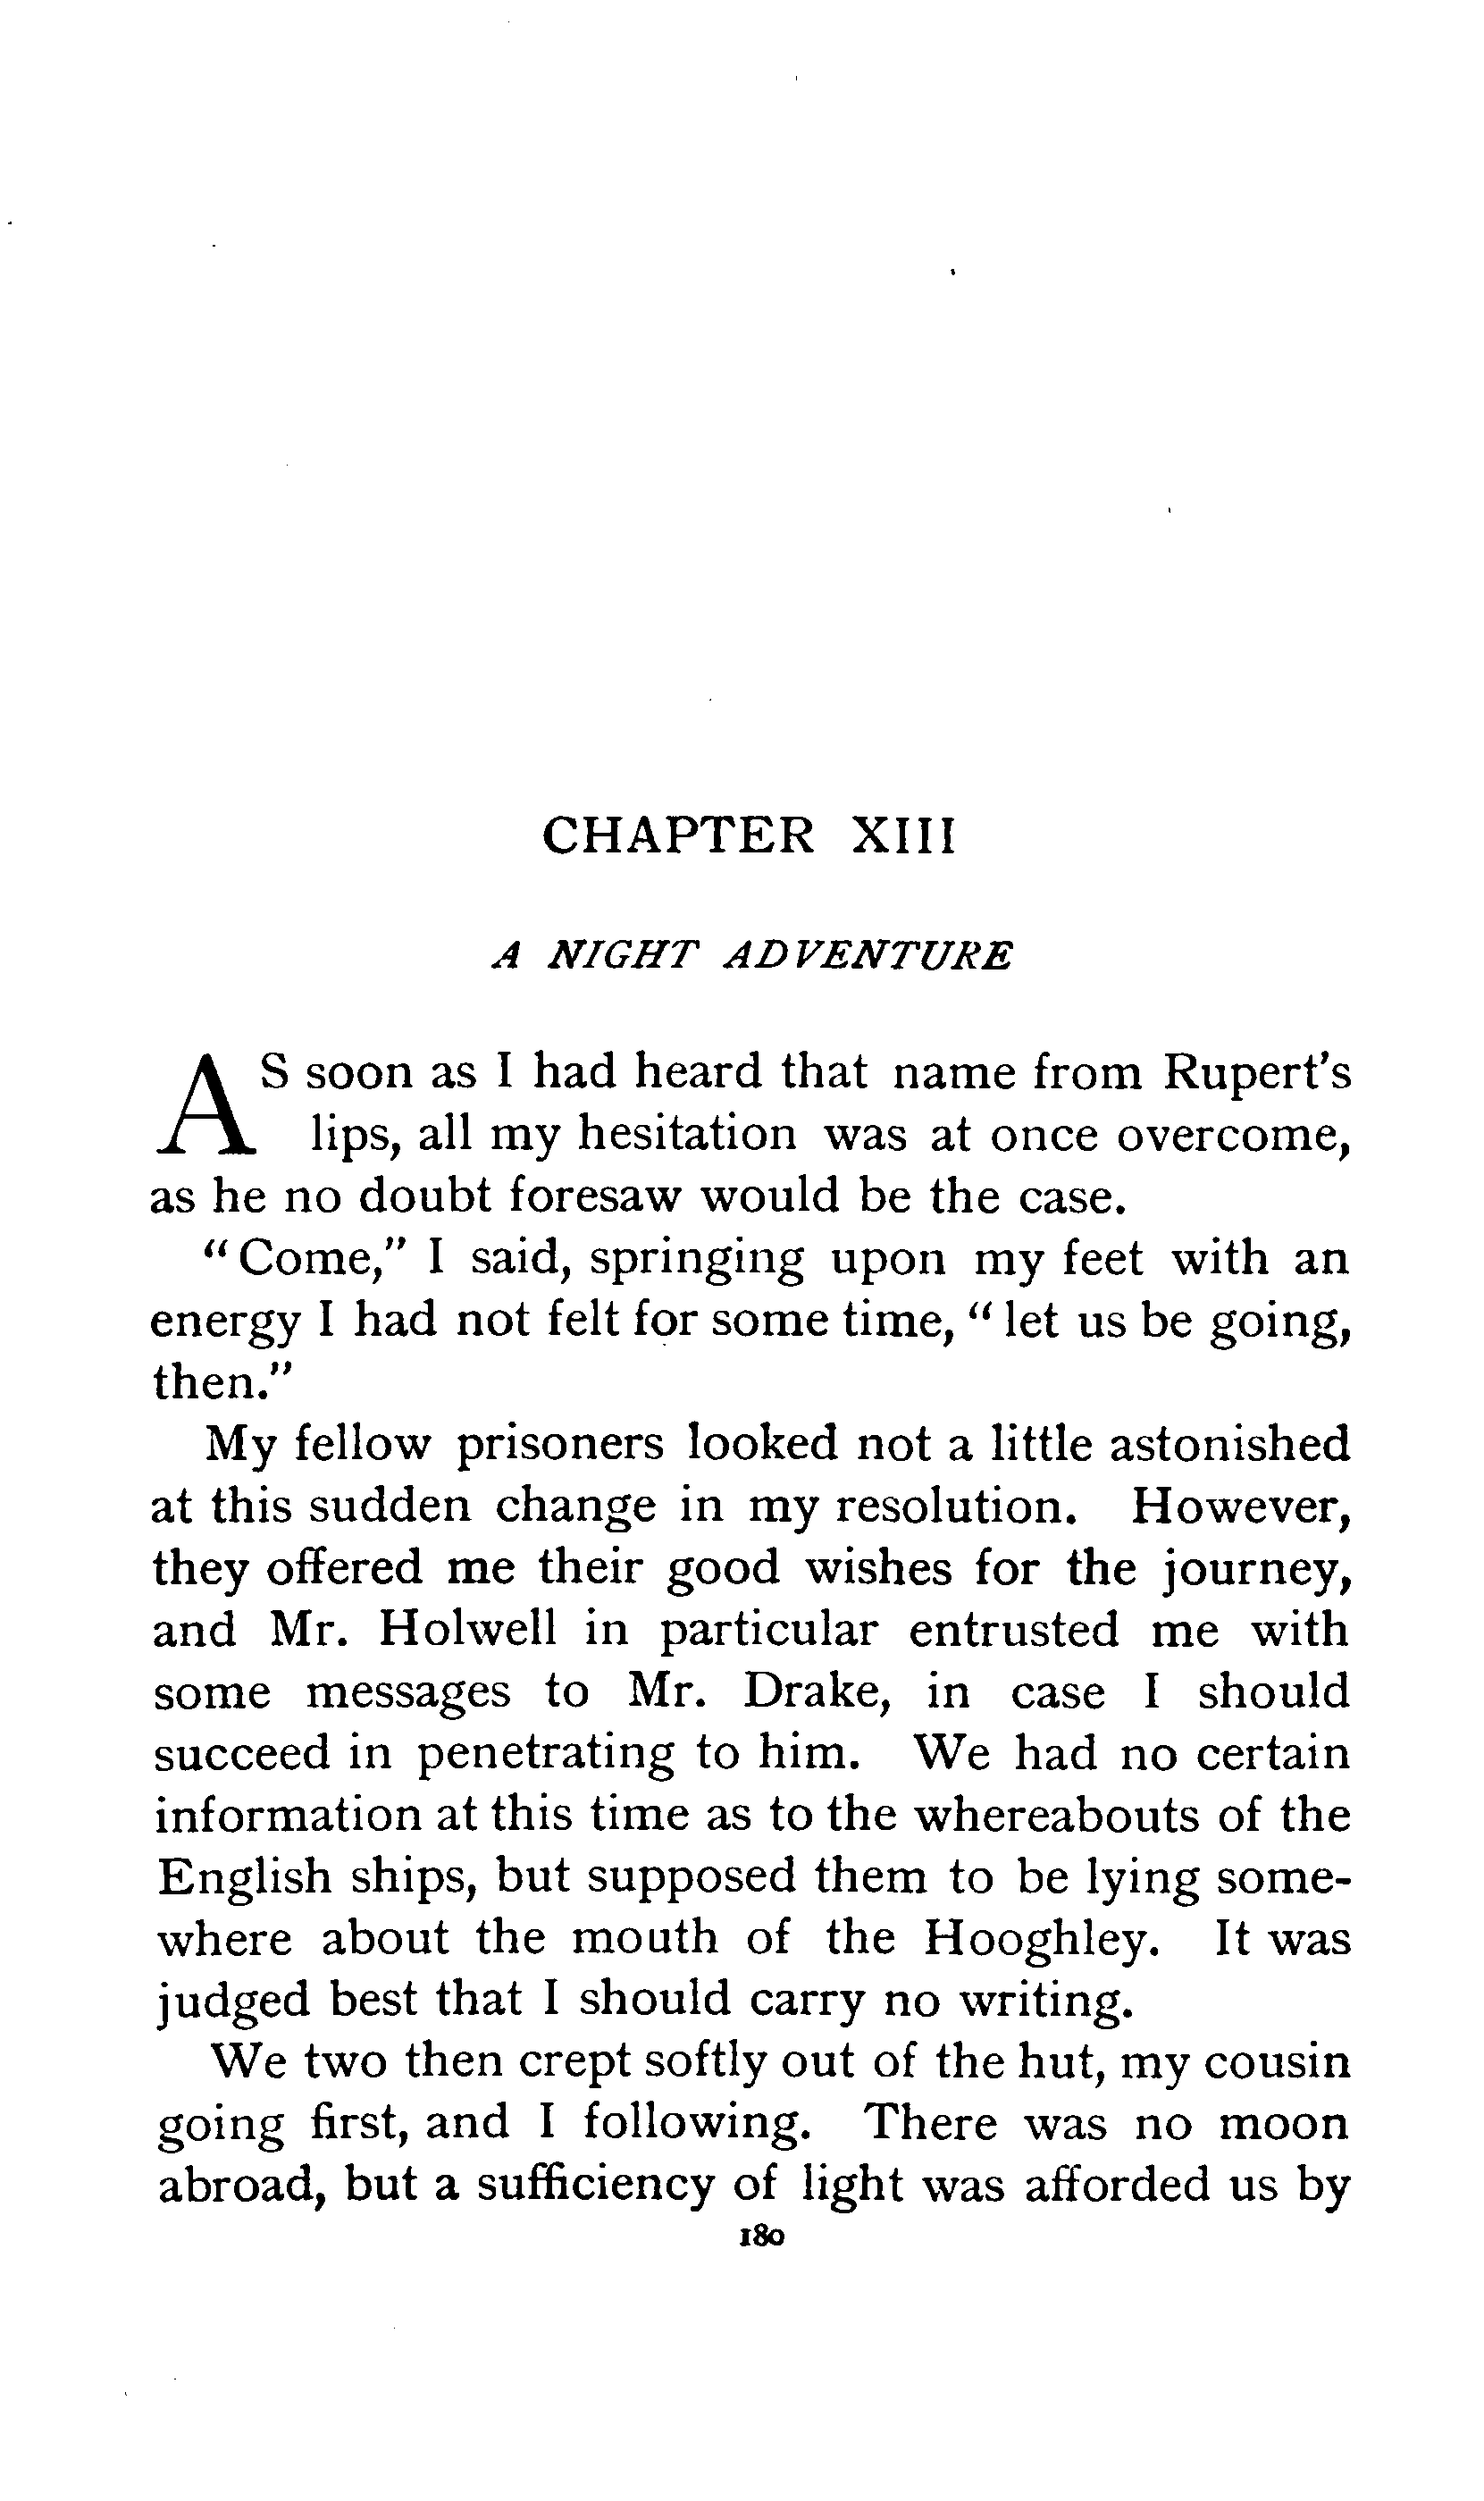 CHAPTER XIII
A NIGHT ADVENTURE
AS soon as I had heard that name from Rupert's
lips, all my hesitation was at once overcome,
as he no doubt foresaw would be the case.
"Come," I said, springing upon my feet with an
energy I had not felt for some time, "let us be going,
then."
My fellow prisoners looked not a little astonished
at this sudden change in my resolution. However,
they offered me their good wishes for the journey,
and Mr. Holwell in particular entrusted me with
some messages to Mr. Drake, in case I should
succeed in penetrating to him. We had no certain
information at this time as to the whereabouts of the
English ships, but supposed them to be lying some-
where about the mouth of the Hooghley. It was
judged best that I should carry no writing.
We two then crept softly out of the hut, my cousin
going first, and I following. There was no moon
abroad, but a sufficiency of light was afforded us by
180